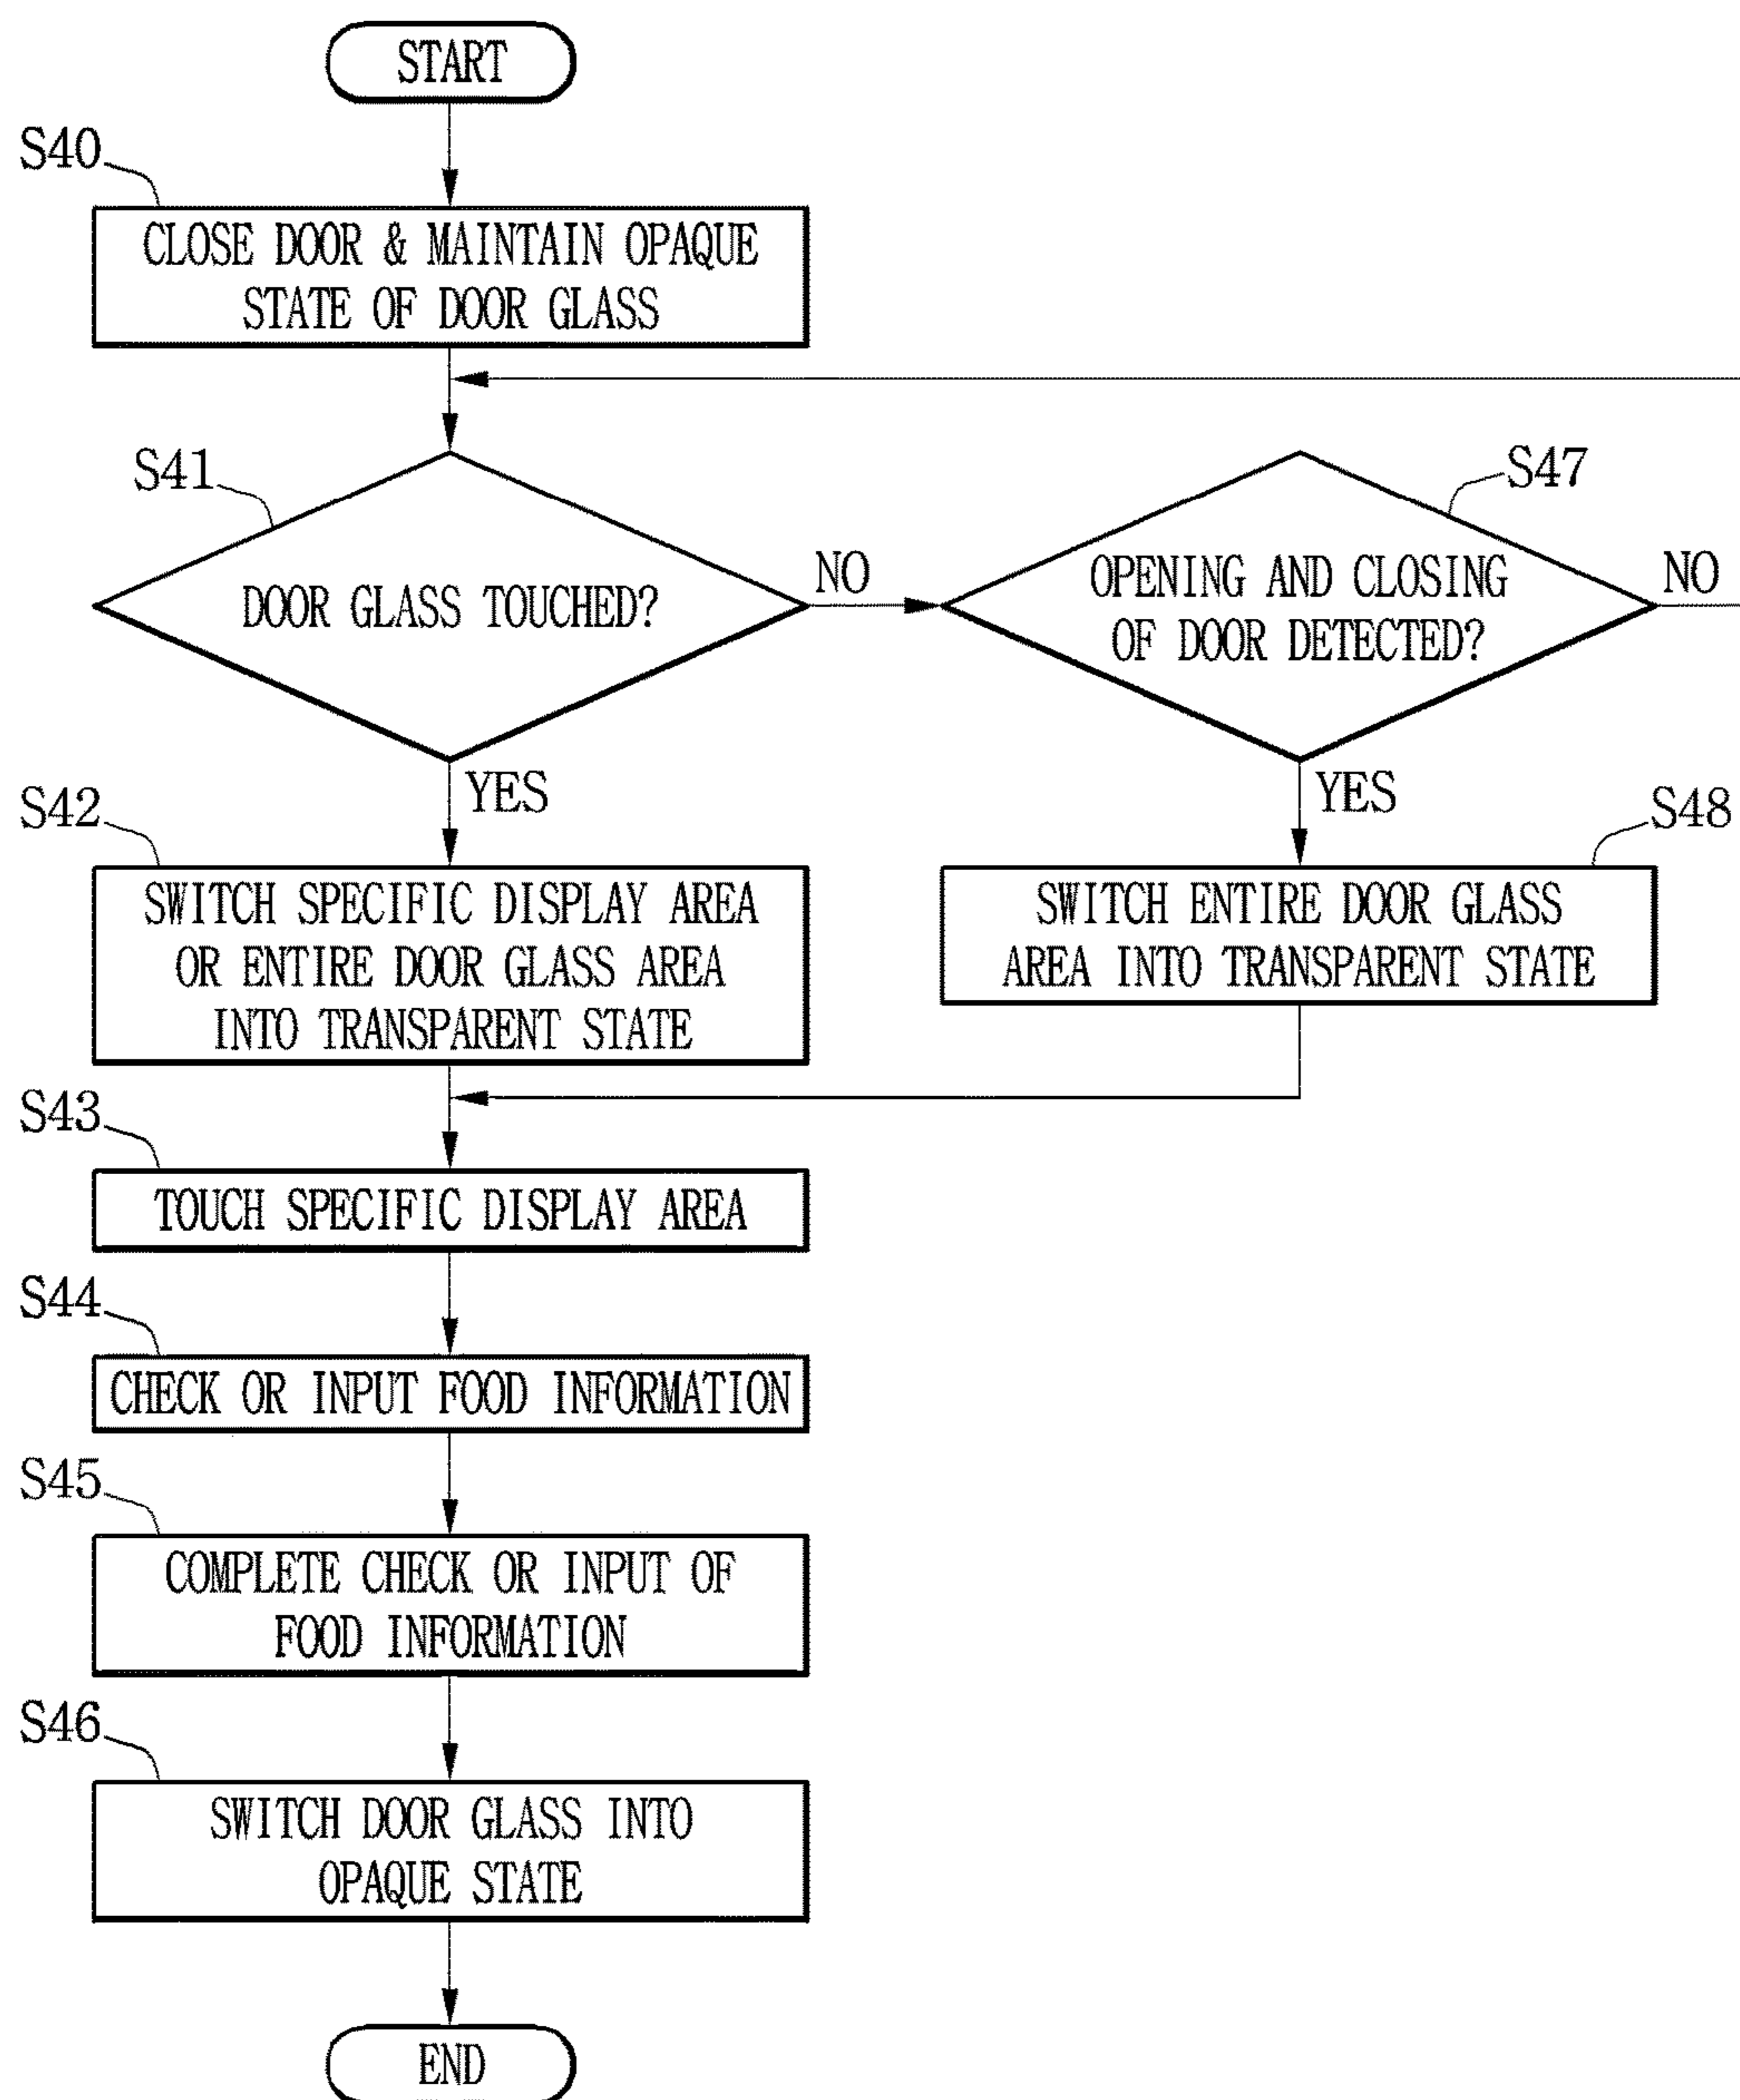 START
S40
CLOSE DOOR & MAINTAIN OPAQUE
STATE OF DOOR GLASS
S41
DOOR GLASS TOUCHED?
NO
S47
OPENING AND CLOSING
OF DOOR DETECTED?
NO
YES
YES
S42
SWITCH SPECIFIC DISPLAY AREA
OR ENTIRE DOOR GLASS AREA
INTO TRANSPARENT STATE
S48
SWITCH ENTIRE DOOR GLASS
AREA INTO TRANSPARENT STATE
S43
TOUCH SPECIFIC DISPLAY AREA
S44
CHECK OR INPUT FOOD INFORMATION
S45
COMPLETE CHECK OR INPUT OF
FOOD INFORMATION
S46
SWITCH DOOR GLASS INTO
OPAQUE STATE
END